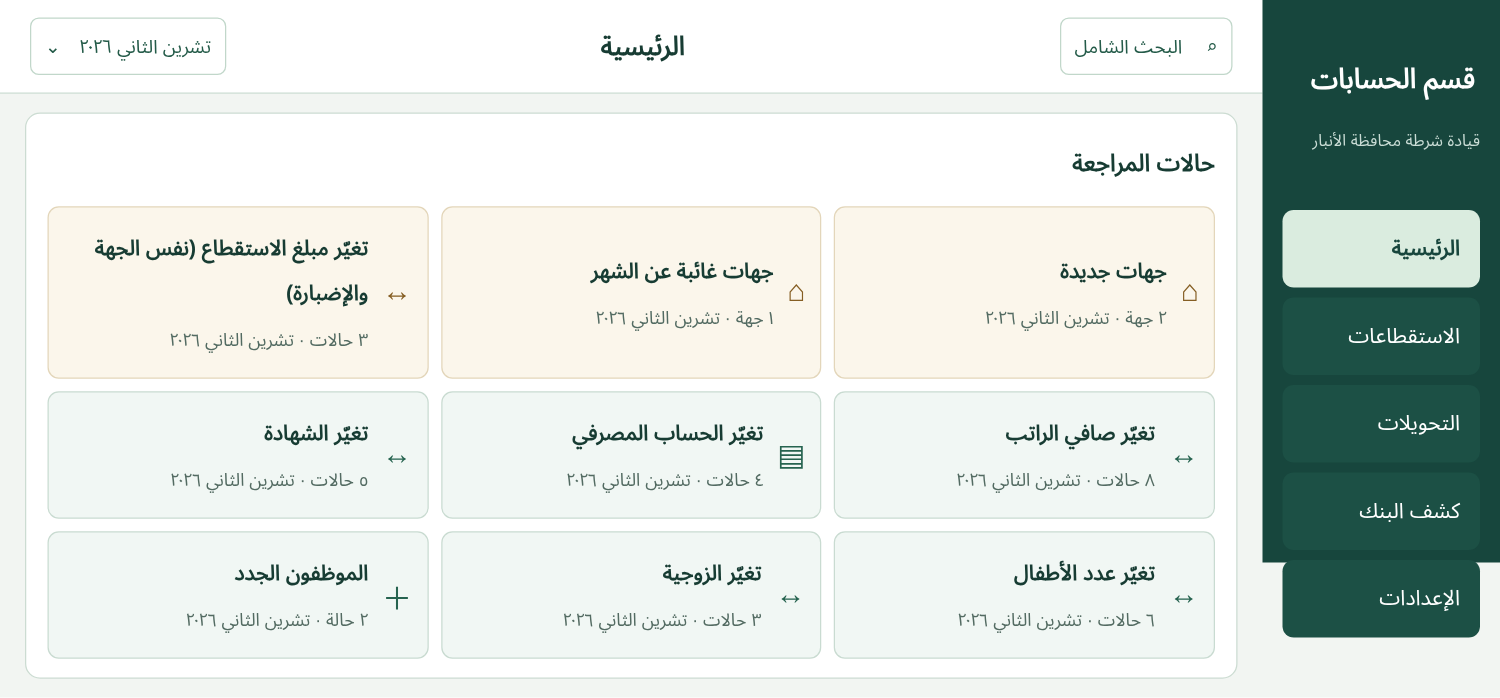 قسم الحسابات
قيادة شرطة محافظة الأنبار
الرئيسية
الاستقطاعات
التحويلات
كشف البنك
الإعدادات
البحث الشامل
الرئيسية
تشرين الثاني ٢٠٢٦
حالات المراجعة
جهات جديدة
٢ جهة · تشرين الثاني ٢٠٢٦
جهات غائبة عن الشهر
١ جهة · تشرين الثاني ٢٠٢٦
تغيّر مبلغ الاستقطاع (نفس الجهة
والإضبارة)
٣ حالات · تشرين الثاني ٢٠٢٦
تغيّر صافي الراتب
٨ حالات · تشرين الثاني ٢٠٢٦
تغيّر الحساب المصرفي
٤ حالات · تشرين الثاني ٢٠٢٦
تغيّر الشهادة
٥ حالات · تشرين الثاني ٢٠٢٦
تغيّر عدد الأطفال
٦ حالات · تشرين الثاني ٢٠٢٦
تغيّر الزوجية
٣ حالات · تشرين الثاني ٢٠٢٦
الموظفون الجدد
٢ حالة · تشرين الثاني ٢٠٢٦